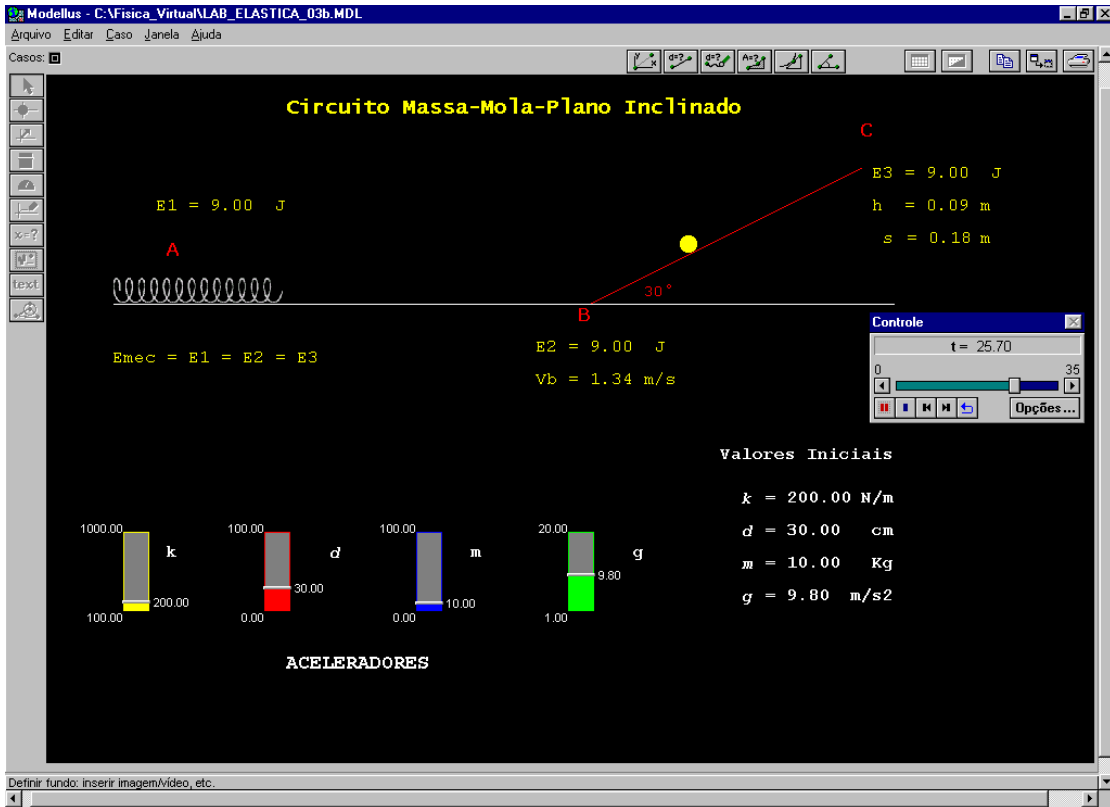 Modellus - C:\Fisica_Virtual\LAB_ELASTICA_03b.MDL
Arquivo Editar Caso Janela Ajuda
Casos:
Circuito Massa-Mola-Plano Inclinado
C
E3 = 9.00 J
E1 = 9.00 J
h = 0.09 m
s = 0.18 m
A
30°
B
Emec = E1 = E2 = E3
E2 = 9.00 J
Vb = 1.34 m/s
Controle
t = 25.70
0 35
Opções...
Valores Iniciais
k = 200.00 N/m
d = 30.00 cm
m = 10.00 Kg
g = 9.80 m/s2
1000.00 k 200.00 100.00
100.00 d 30.00 0.00
100.00 m 10.00 0.00
20.00 g 9.80 1.00
ACELERADORES
x=?
text
Definir fundo: inserir imagem/vídeo, etc.